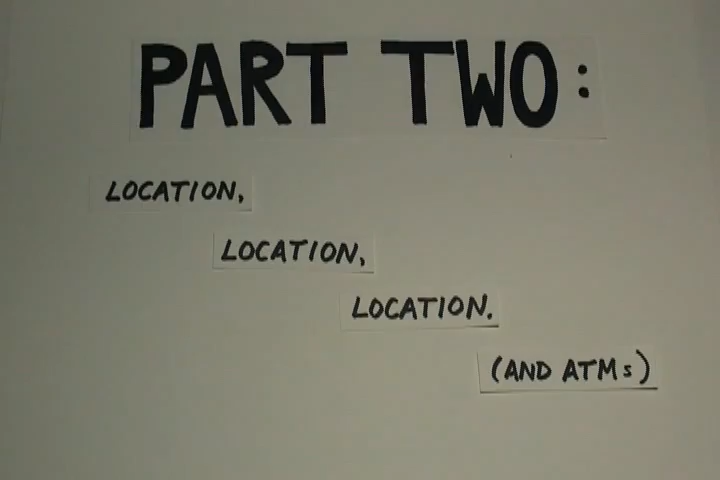 PART TWO:
LOCATION,
LOCATION,
LOCATION.
(AND ATMs)